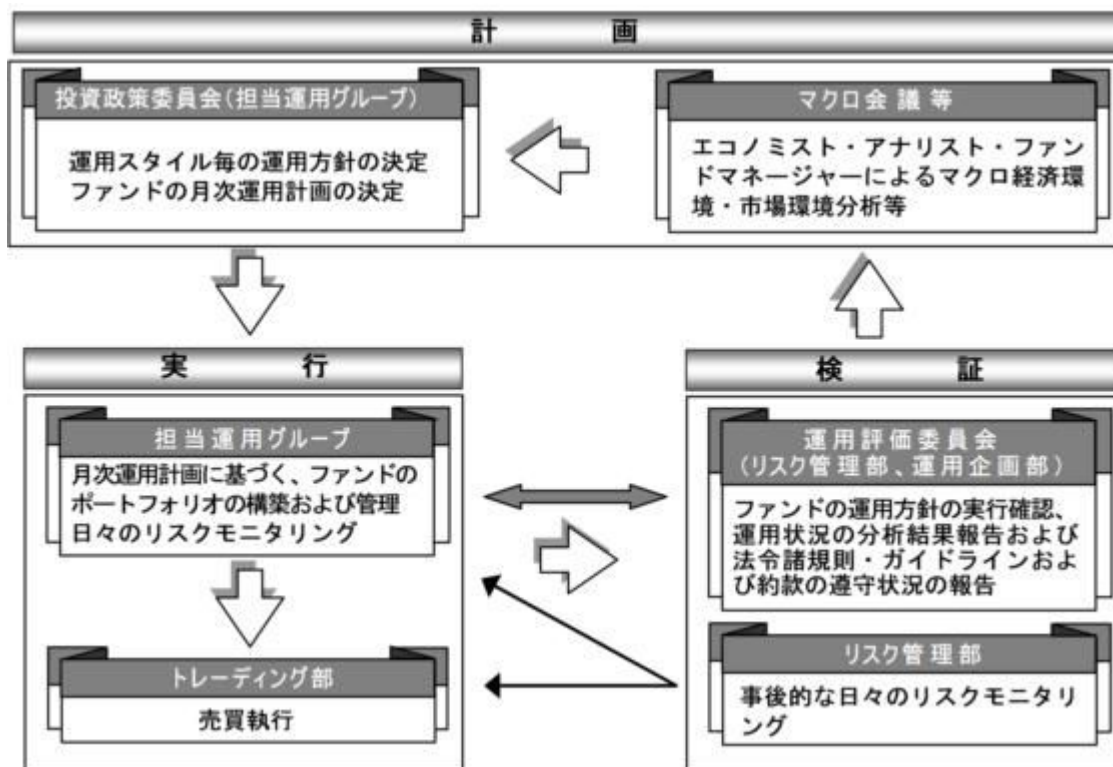 計画
投資政策委員会(担当運用グループ)
運用スタイル毎の運用方針の決定
ファンドの月次運用計画の決定
マクロ会議等
エコノミスト・アナリスト・ファン
ドマネージャーによるマクロ経済環
境・市場環境分析等
実行
担当運用グループ
月次運用計画に基づく、ファンドの
ポートフォリオの構築および管理
日々のリスクモニタリング
トレーディング部
売買執行
検証
運用評価委員会
(リスク管理部、運用企画部)
ファンドの運用方針の実行確認、
運用状況の分析結果報告および
法令諸規則・ガイドラインおよ
び約款の遵守状況の報告
リスク管理部
事後的な日々のリスクモニタリ
ング